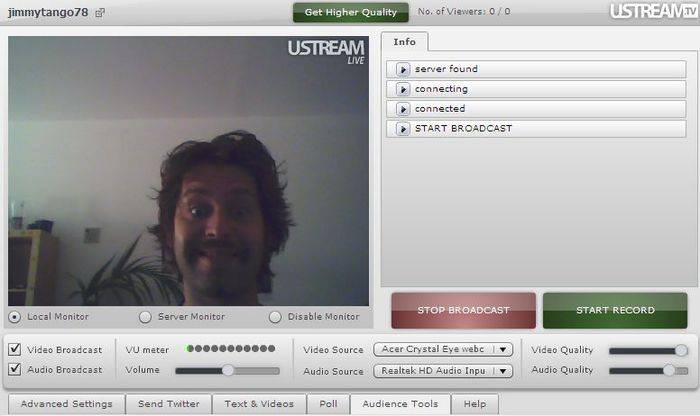 jimmytango78
Get Higher Quality
No. of Viewers: 0 / 0
USTREAM TV
USTREAM
LIVE
Info
server found
connecting
connected
START BROADCAST
Local Monitor
Server Monitor
Disable Monitor
STOP BROADCAST
START RECORD
Video Broadcast
VU meter
Video Source
Acer Crystal Eye webc
Video Quality
Audio Broadcast
Volume
Audio Source
Realtek HD Audio Inpu
Audio Quality
Advanced Settings
Send Twitter
Text & Videos
Poll
Audience Tools
Help